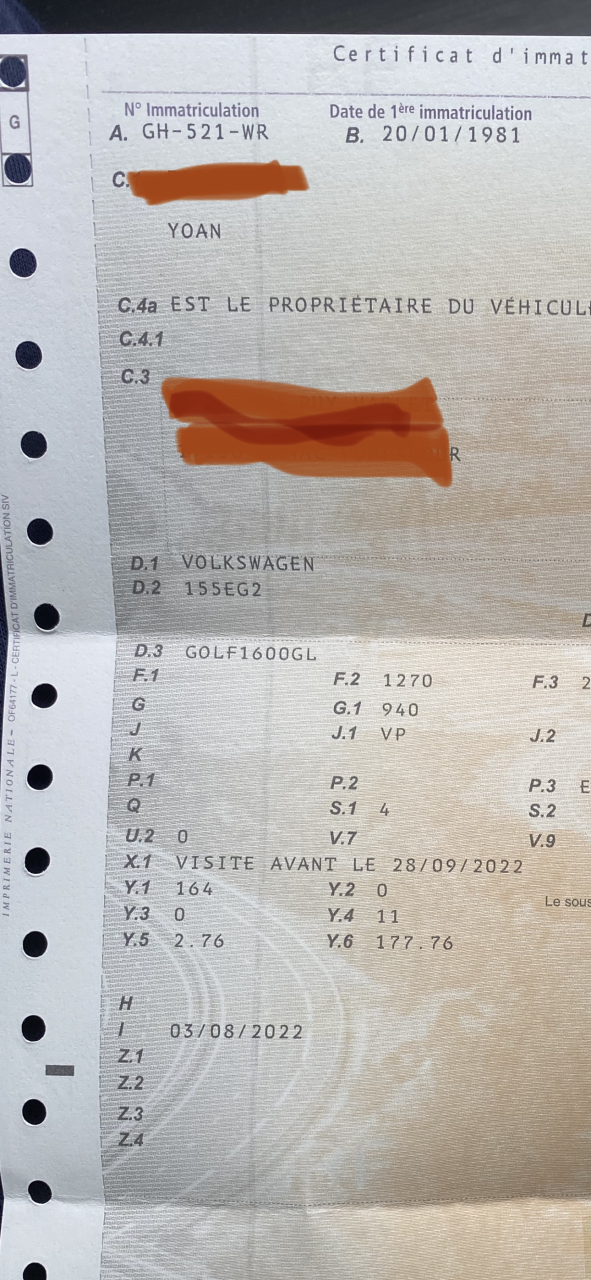 Certificat d'immat
N° Immatriculation Date de 1ère immatriculation
A. GH-521-WR B. 20/01/1981
G
C.
YOAN
C.4a EST LE PROPRIÉTAIRE DU VÉHICUL
C.4.1
C.3
R
D.1 VOLKSWAGEN
D.2 155EG2
D.3 GOLF1600GL
F.1 F.2 1270 F.3 2
G G.1 940
J J.1 VP J.2
K
P.1 P.2 P.3 E
Q S.1 4 S.2
U.2 0 V.7 V.9
X.1 VISITE AVANT LE 28/09/2022
Y.1 164 Y.2 0
Le sous
Y.3 0 Y.4 11
Y.5 2.76 Y.6 177.76
H
I 03/08/2022
Z.1
Z.2
Z.3
Z.4
IMPRIMERIE NATIONALE – OF64177 - L - CERTIFICAT D'IMMATRICULATION SIV